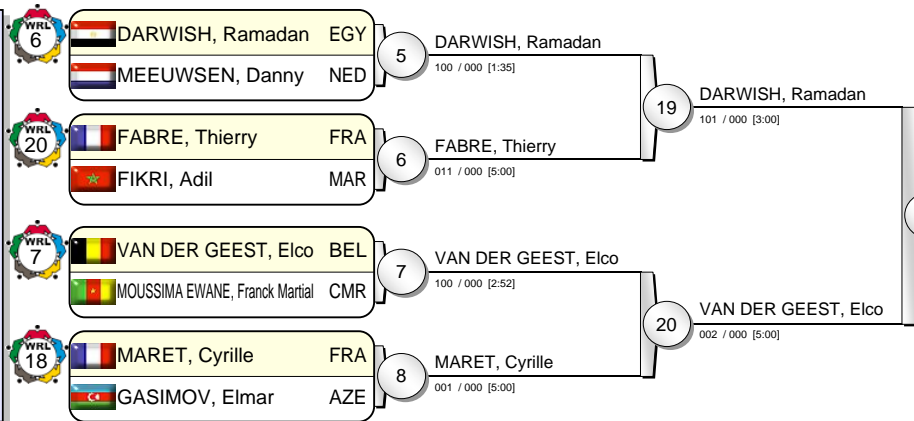 WRL
6
DARWISH, Ramadan EGY
MEEUWSEN, Danny NED
5
DARWISH, Ramadan
100 / 000 [1:35]
WRL
20
FABRE, Thierry FRA
FIKRI, Adil MAR
6
FABRE, Thierry
011 / 000 [5:00]
19
DARWISH, Ramadan
101 / 000 [3:00]
WRL
7
VAN DER GEEST, Elco BEL
MOUSSIMA EWANE, Franck Martial CMR
7
VAN DER GEEST, Elco
100 / 000 [2:52]
WRL
18
MARET, Cyrille FRA
GASIMOV, Elmar AZE
8
MARET, Cyrille
001 / 000 [5:00]
20
VAN DER GEEST, Elco
002 / 000 [5:00]